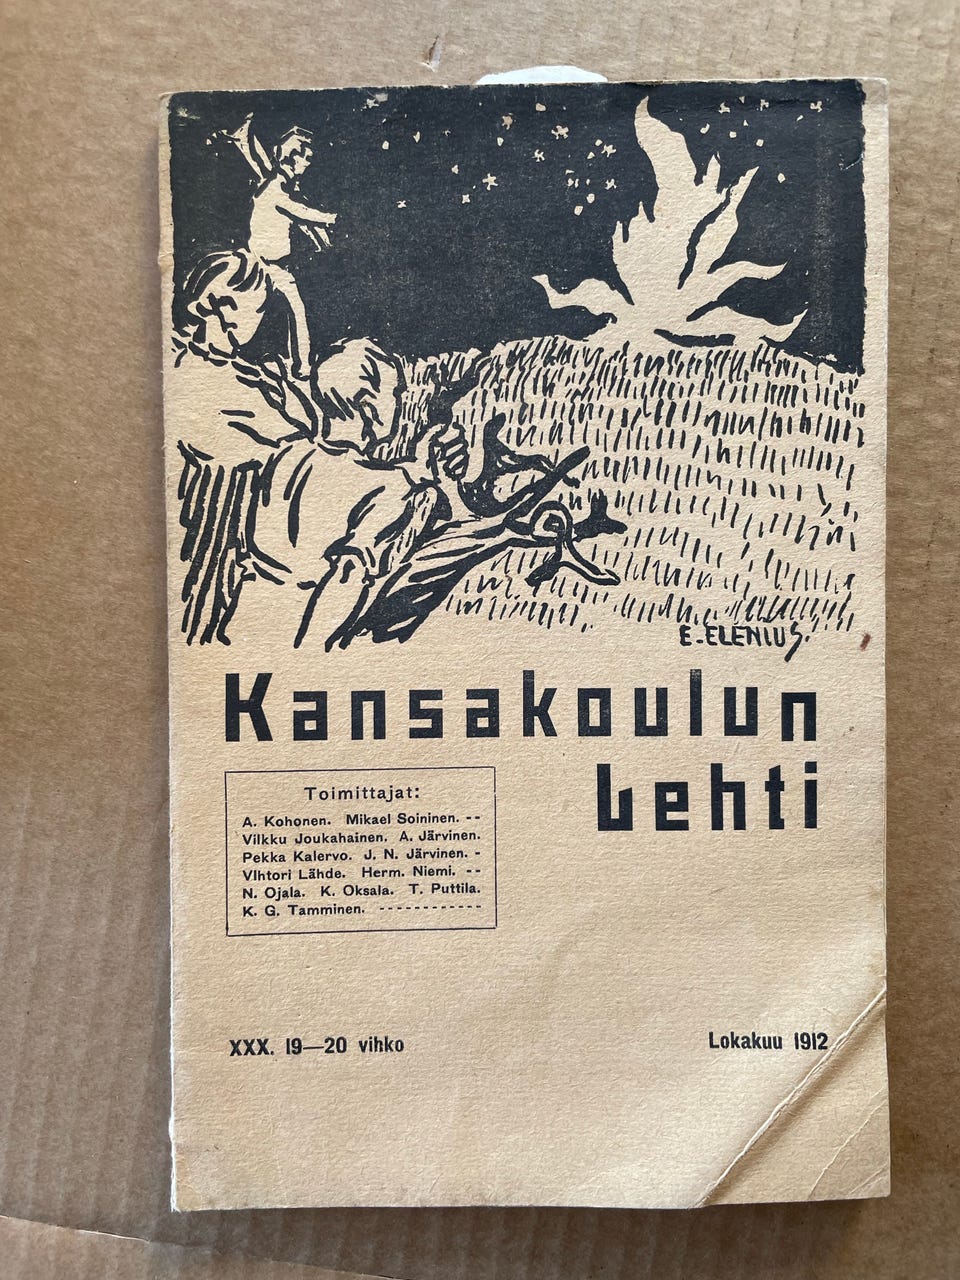 E. ELENIUS.
Kansakoulun
Lehti
Toimittajat:
A. Kohonen. Mikael Soininen. --
Vilkku Joukahainen. A. Järvinen.
Pekka Kalervo. J. N. Järvinen. -
VIhtori Lähde. Herm. Niemi. --
N. Ojala. K. Oksala. T. Puttila.
K. G. Tamminen. ------------
XXX. 19—20 vihko
Lokakuu 1912